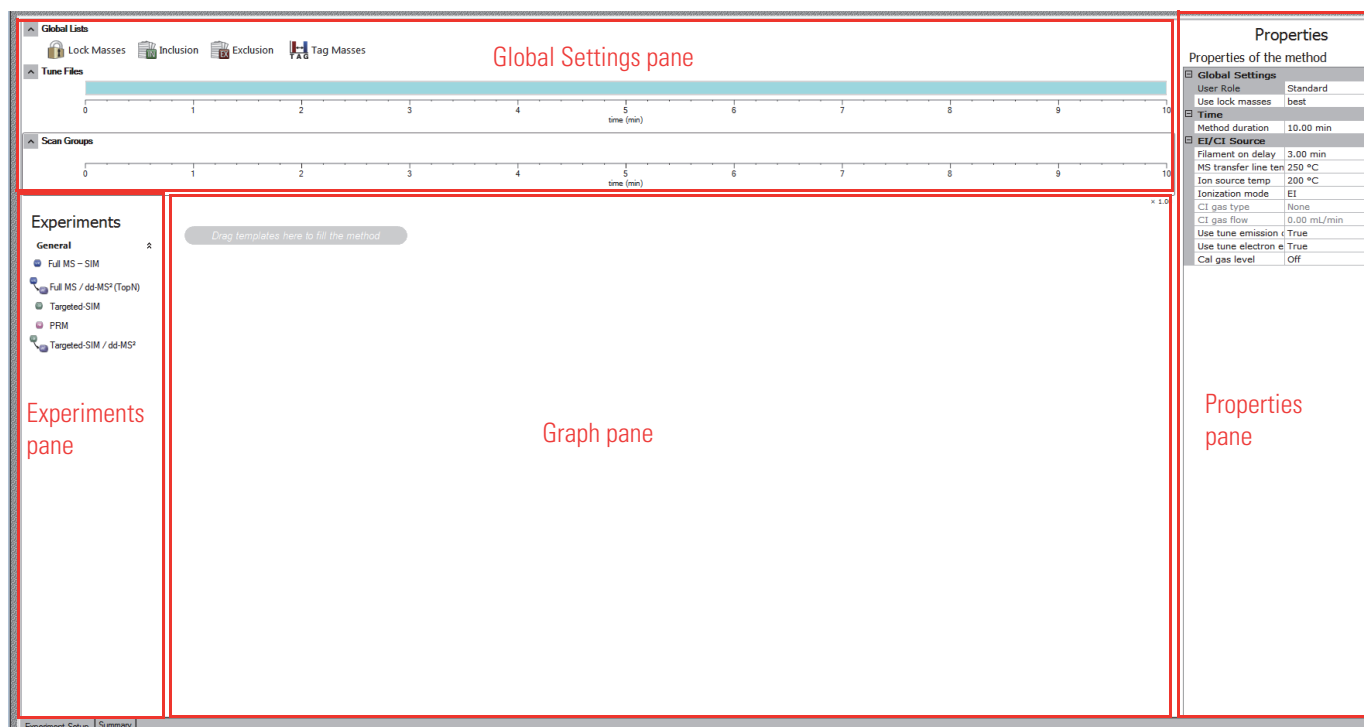 Global Lists
Lock Masses Inclusion Exclusion TAG Tag Masses
Global Settings pane
Tune Files
0 1 2 3 4 5 6 7 8 9 10
time (min)
Scan Groups
0 1 2 3 4 5 6 7 8 9 10
time (min)
Experiments
General
Full MS – SIM
Full MS / dd-MS² (TopN)
Targeted-SIM
PRM
Targeted-SIM / dd-MS²
Experiments
pane
× 1.0
Drag templates here to fill the method
Graph pane
Properties
Properties of the method
Global Settings
User Role Standard
Use lock masses best
Time
Method duration 10.00 min
EI/CI Source
Filament on delay 3.00 min
MS transfer line ten 250 °C
Ion source temp 200 °C
Ionization mode EI
CI gas type None
CI gas flow 0.00 mL/min
Use tune emission c True
Use tune electron e True
Cal gas level Off
Properties
pane
Experiment Setup Summary